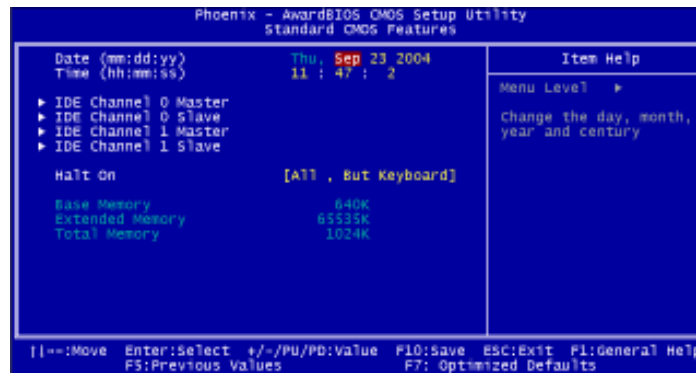 Phoenix - AwardBIOS CMOS Setup Utility
Standard CMOS Features
Date (mm:dd:yy) Thu, Sep 23 2004
Time (hh:mm:ss) 11 : 47 : 2
Item Help
Menu Level ▸
Change the day, month,
year and century
▸ IDE Channel 0 Master
▸ IDE Channel 0 Slave
▸ IDE Channel 1 Master
▸ IDE Channel 1 Slave
Halt On [All , But Keyboard]
Base Memory 640K
Extended Memory 65535K
Total Memory 1024K
↑↓→←:Move Enter:Select +/-/PU/PD:Value F10:Save ESC:Exit F1:General Help
F5:Previous Values F7: Optimized Defaults